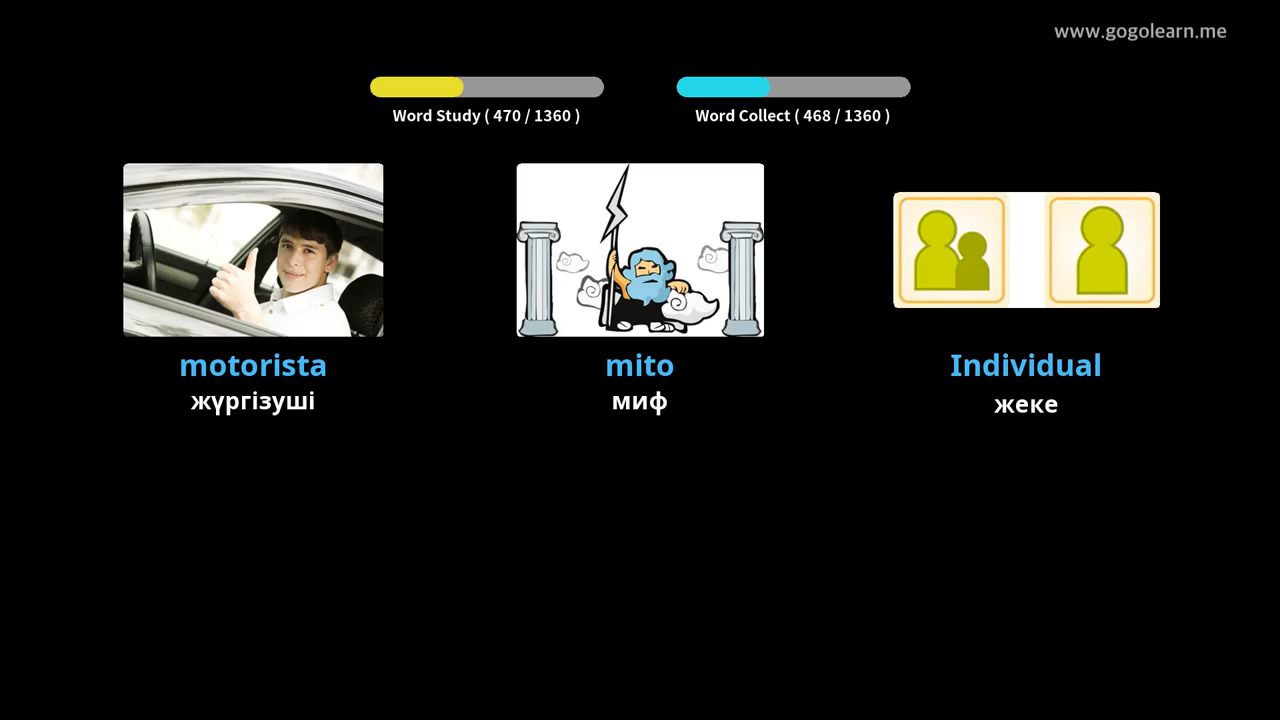 www.gogolearn.me
Word Study ( 470 / 1360 )
Word Collect ( 468 / 1360 )
motorista
жүргізуші
mito
миф
Individual
жеке